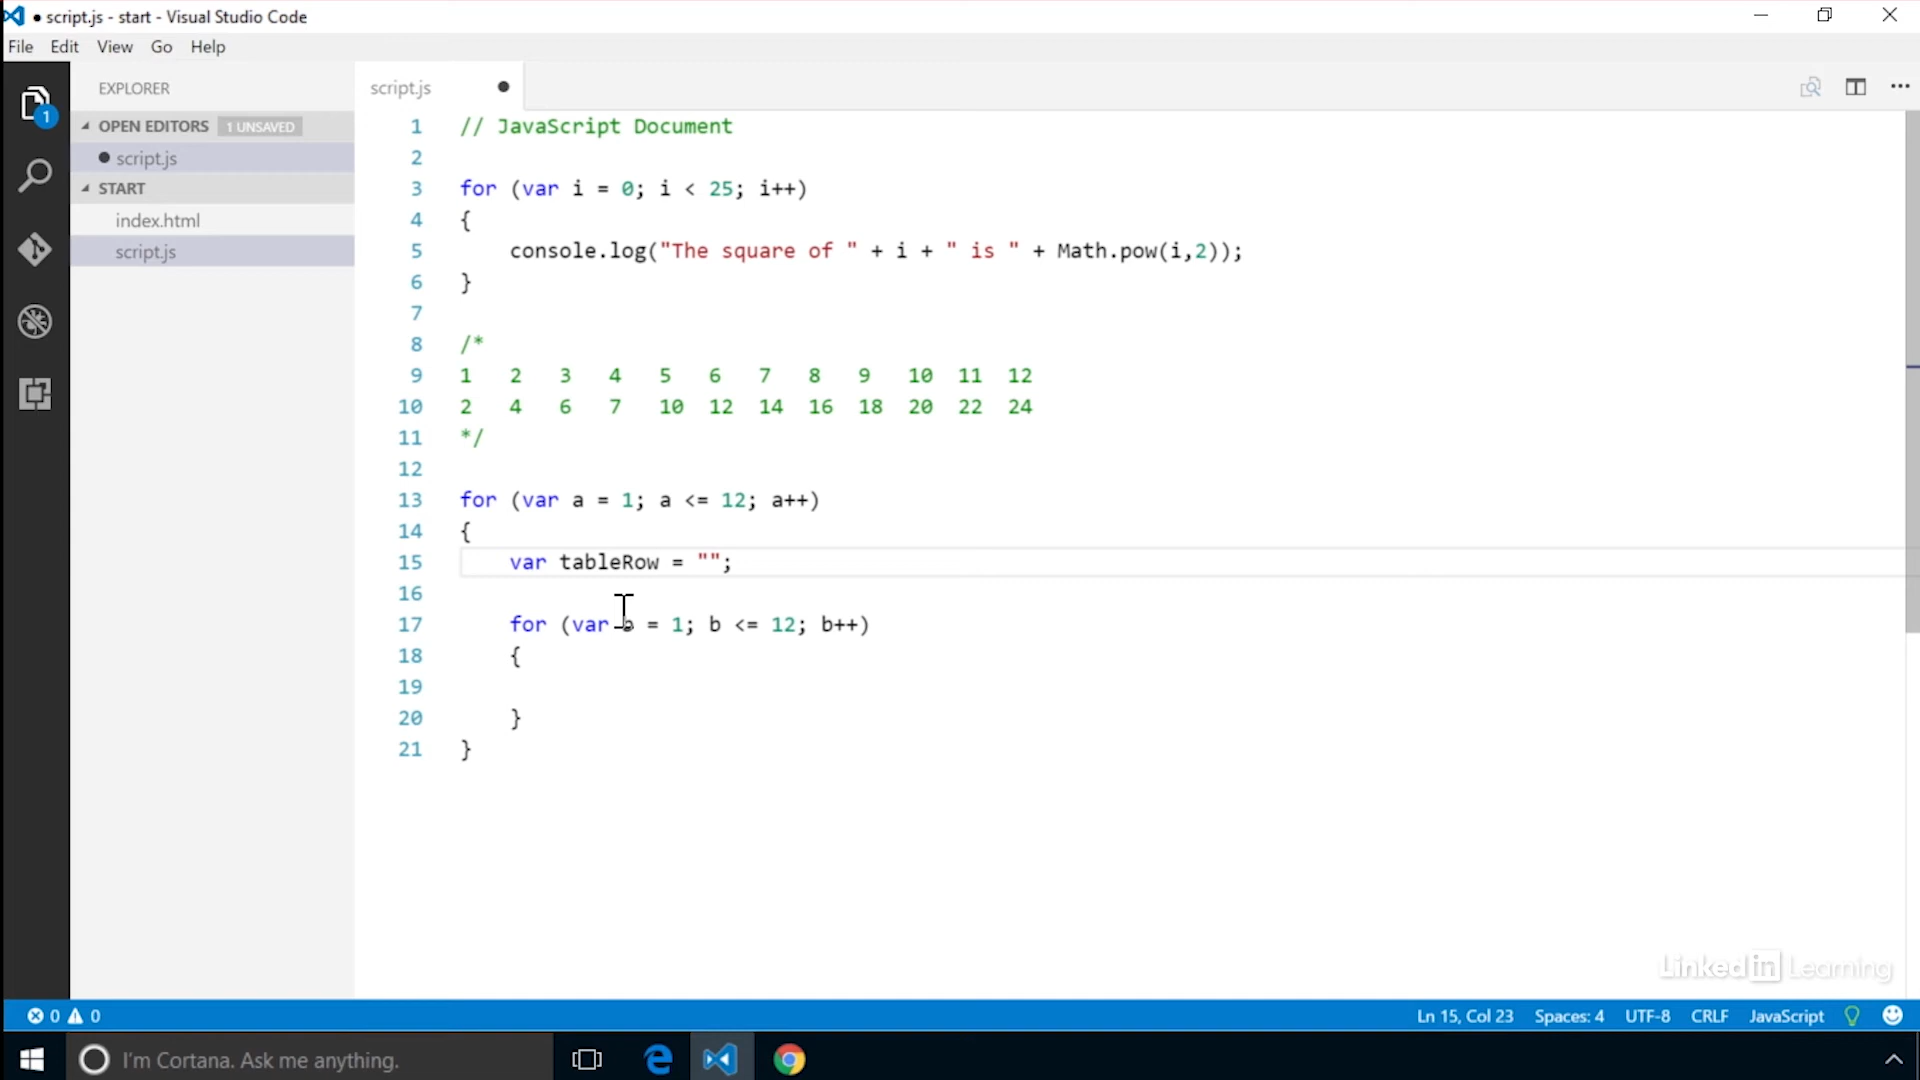 ● script.js - start - Visual Studio Code
File Edit View Go Help
EXPLORER
OPEN EDITORS 1 UNSAVED
● script.js
START
index.html
script.js
script.js ●
1 // JavaScript Document
2
3 for (var i = 0; i < 25; i++)
4 {
5 console.log("The square of " + i + " is " + Math.pow(i,2));
6 }
7
8 /*
9 1 2 3 4 5 6 7 8 9 10 11 12
10 2 4 6 7 10 12 14 16 18 20 22 24
11 */
12
13 for (var a = 1; a <= 12; a++)
14 {
15 var tableRow = "";
16
17 for (var b = 1; b <= 12; b++)
18 {
19
20 }
21 }
1
Linked in Learning
0 0
Ln 15, Col 23 Spaces: 4 UTF-8 CRLF JavaScript
I'm Cortana. Ask me anything.